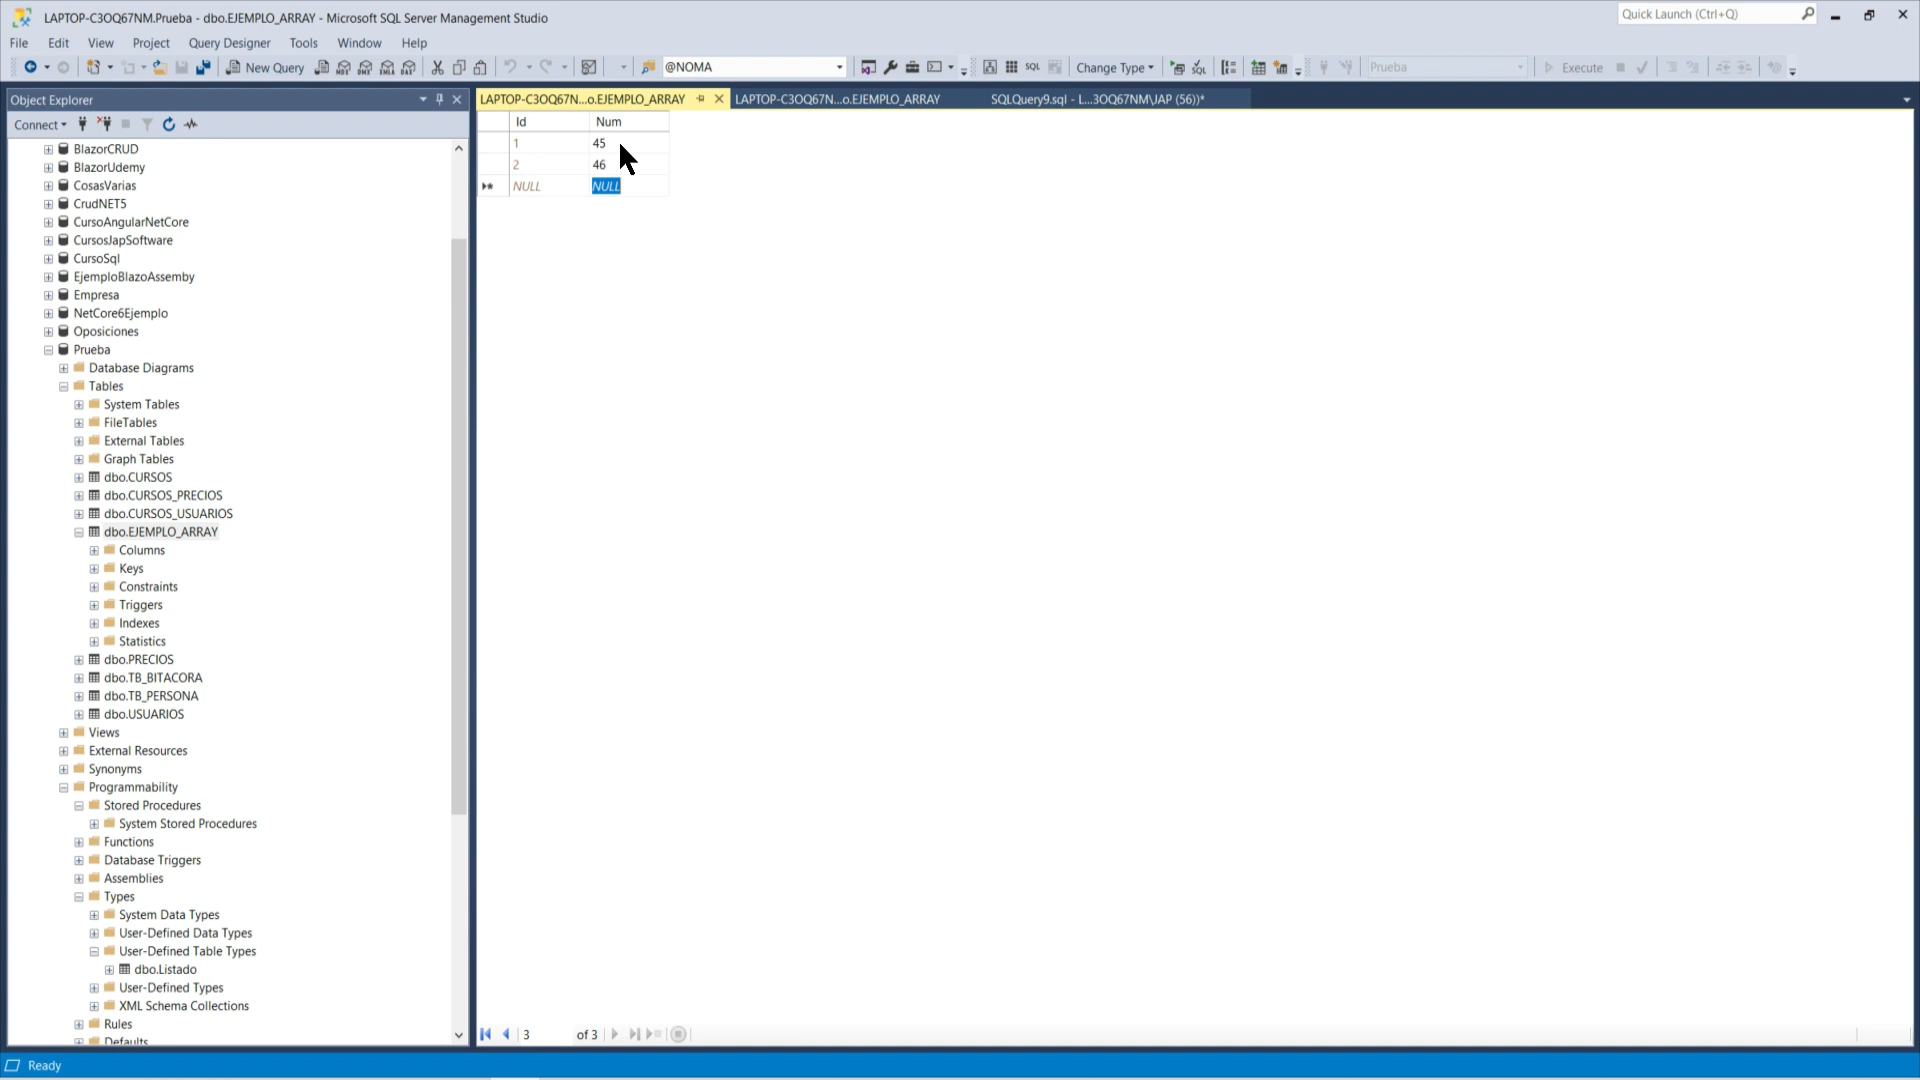 LAPTOP-C3OQ67NM.Prueba - dbo.EJEMPLO_ARRAY - Microsoft SQL Server Management Studio
Quick Launch (Ctrl+Q)
File Edit View Project Query Designer Tools Window Help
New Query @NOMA SQL Change Type Prueba Execute
Object Explorer
LAPTOP-C3OQ67N...o.EJEMPLO_ARRAY LAPTOP-C3OQ67N...o.EJEMPLO_ARRAY SQLQuery9.sql - L...3OQ67NM\JAP (56))*
Connect
BlazorCRUD
BlazorUdemy
CosasVarias
CrudNET5
CursoAngularNetCore
CursosJapSoftware
CursoSql
EjemploBlazoAssemby
Empresa
NetCore6Ejemplo
Oposiciones
Prueba
Database Diagrams
Tables
System Tables
FileTables
External Tables
Graph Tables
dbo.CURSOS
dbo.CURSOS_PRECIOS
dbo.CURSOS_USUARIOS
dbo.EJEMPLO_ARRAY
Columns
Keys
Constraints
Triggers
Indexes
Statistics
dbo.PRECIOS
dbo.TB_BITACORA
dbo.TB_PERSONA
dbo.USUARIOS
Views
External Resources
Synonyms
Programmability
Stored Procedures
System Stored Procedures
Functions
Database Triggers
Assemblies
Types
System Data Types
User-Defined Data Types
User-Defined Table Types
dbo.Listado
User-Defined Types
XML Schema Collections
Rules
Defaults
Id Num
1 45
2 46
NULL NULL
3 of 3
Ready